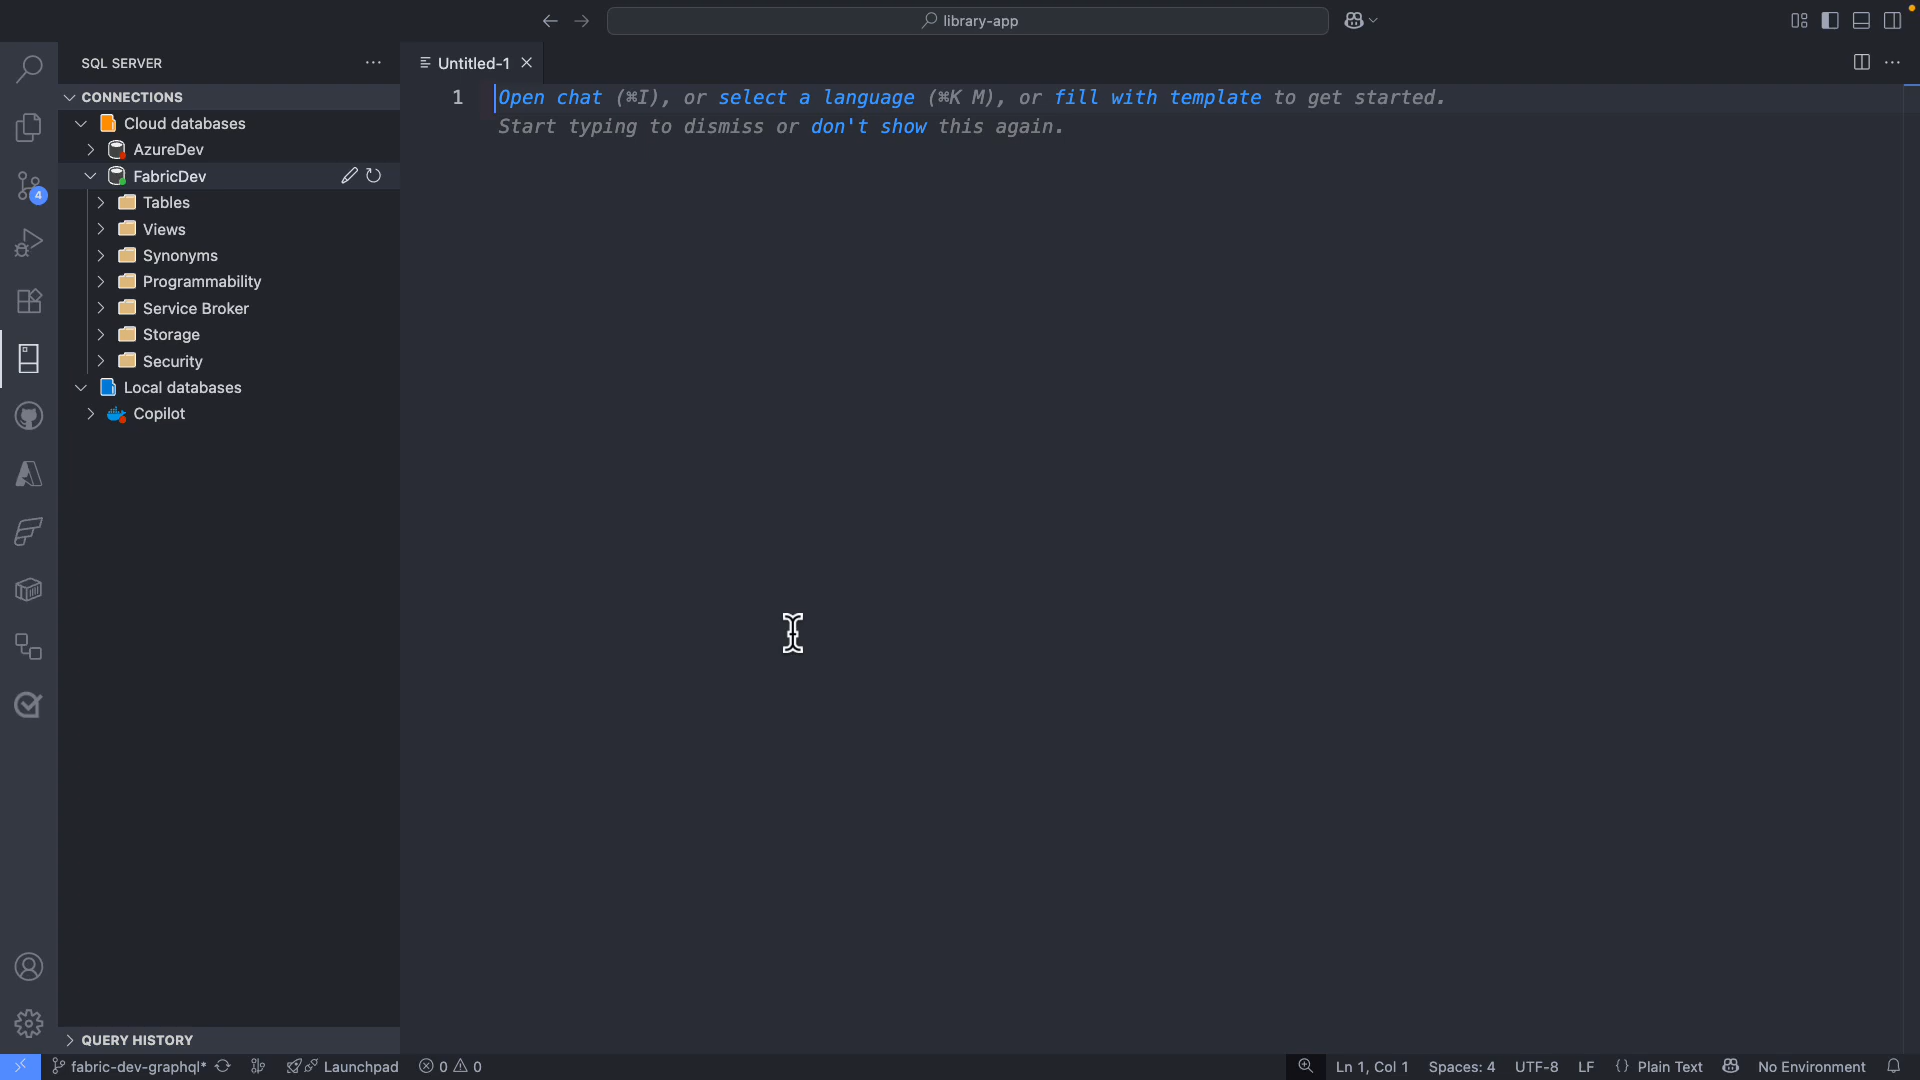 library-app
SQL SERVER
Untitled-1
CONNECTIONS
Cloud databases
AzureDev
FabricDev
Tables
Views
Synonyms
Programmability
Service Broker
Storage
Security
Local databases
Copilot
4
1
Open chat (⌘I), or select a language (⌘K M), or fill with template to get started.
Start typing to dismiss or don't show this again.
QUERY HISTORY
fabric-dev-graphql* Launchpad 0 0 Ln 1, Col 1 Spaces: 4 UTF-8 LF {} Plain Text No Environment